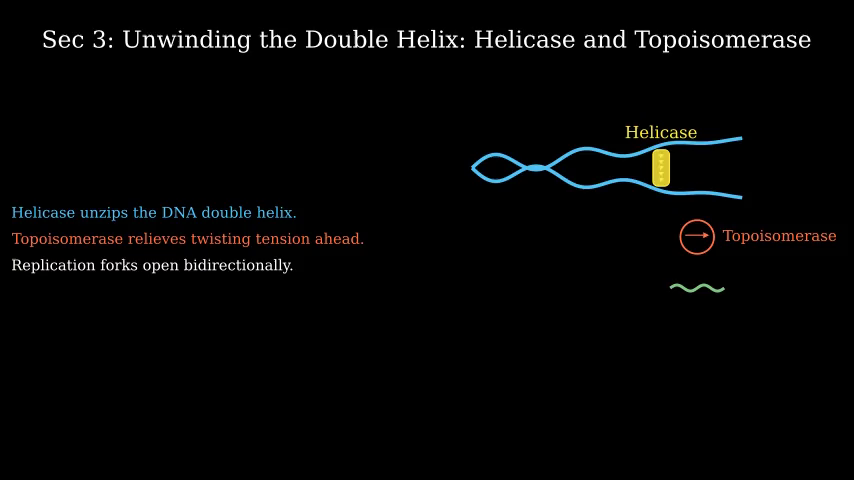 Sec 3: Unwinding the Double Helix: Helicase and Topoisomerase
Helicase
Helicase unzips the DNA double helix.
Topoisomerase relieves twisting tension ahead.
Replication forks open bidirectionally.
Topoisomerase